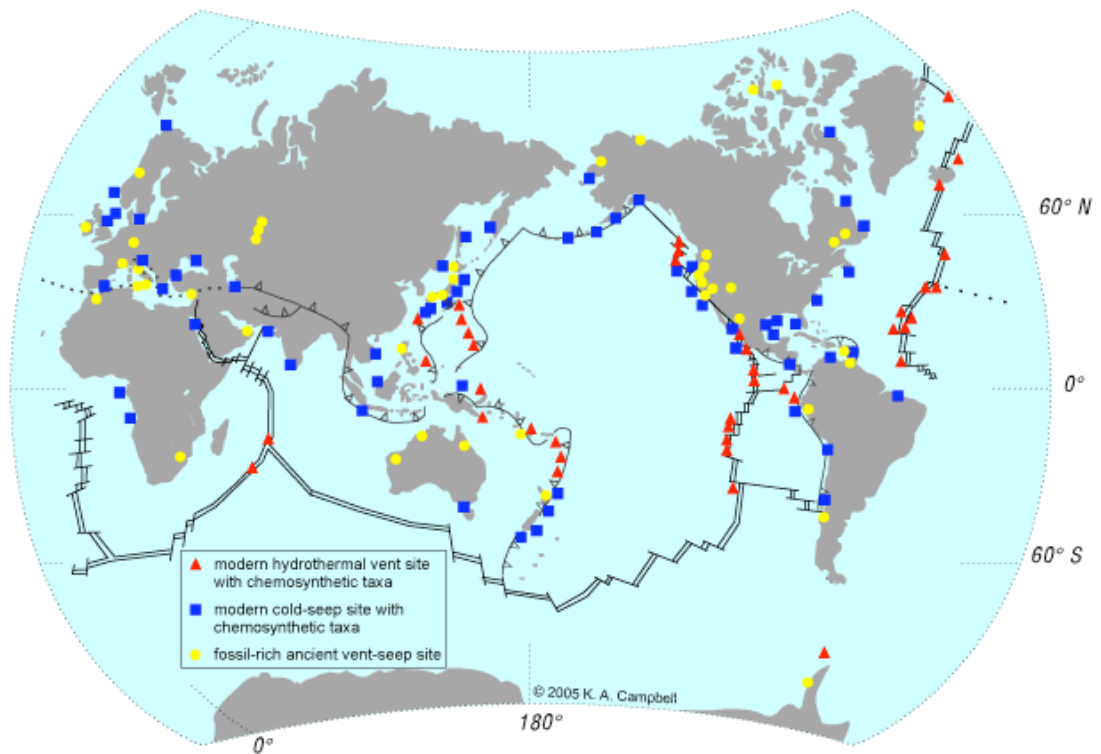 60° N
0°
60° S
modern hydrothermal vent site
with chemosynthetic taxa
modern cold-seep site with
chemosynthetic taxa
fossil-rich ancient vent-seep site
© 2005 K. A. Campbell
180°
0°